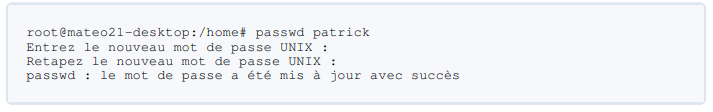 root@mateo21-desktop:/home# passwd patrick
Entrez le nouveau mot de passe UNIX :
Retapez le nouveau mot de passe UNIX :
passwd : le mot de passe a été mis à jour avec succès